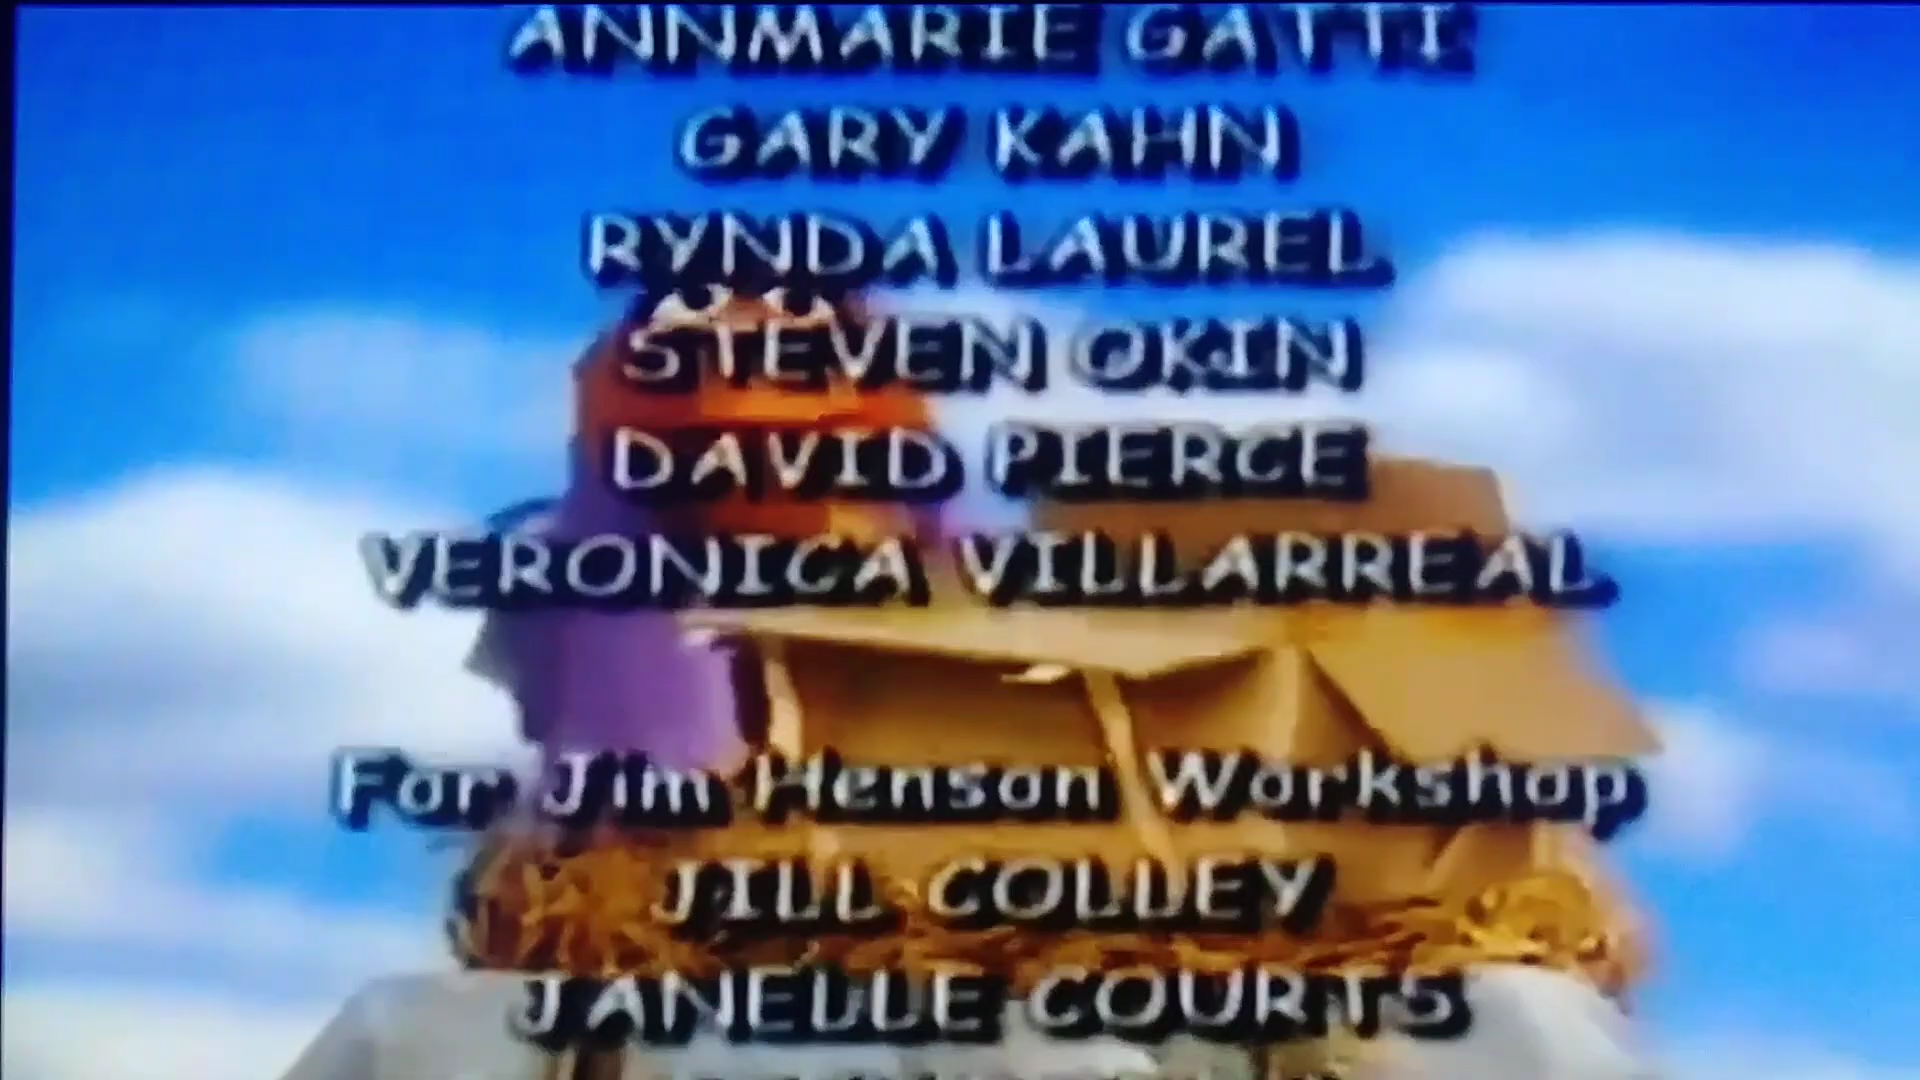 ANNMARIE GATTI
GARY KAHN
RYNDA LAUREL
STEVEN OKIN
DAVID PIERCE
VERONICA VILLARREAL
For Jim Henson Workshop
JILL COLLEY
JANELLE COURTS